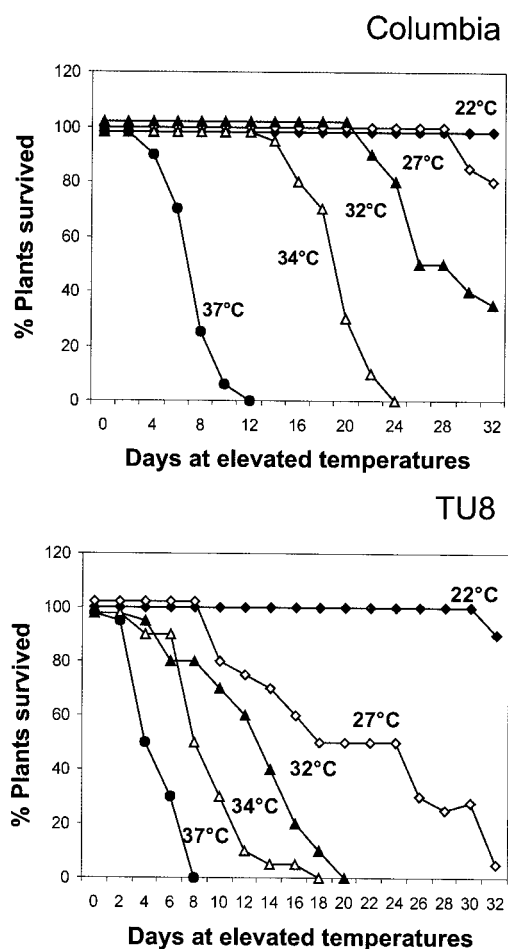 Columbia
120
100
80
60
40
20
0
% Plants survived
22°C
27°C
32°C
34°C
37°C
0 4 8 12 16 20 24 28 32
Days at elevated temperatures
TU8
120
100
80
60
40
20
0
% Plants survived
22°C
27°C
32°C
34°C
37°C
0 2 4 6 8 10 12 14 16 18 20 22 24 26 28 30 32
Days at elevated temperatures